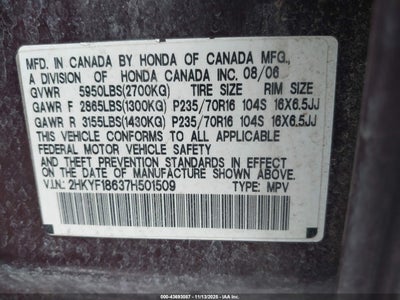 MFD. IN CANADA BY HONDA OF CANADA MFG.,
A DIVISION OF HONDA CANADA INC. 08/06
GVWR 5950LBS(2700KG) TIRE SIZE RIM SIZE
GAWR F 2865LBS(1300KG) P235/70R16 104S 16X6.5JJ
GAWR R 3155LBS(1430KG) P235/70R16 104S 16X6.5JJ
THIS VEHICLE CONFORMS TO ALL APPLICABLE
FEDERAL MOTOR VEHICLE SAFETY STANDARDS IN
EFFECT ON THE DATE OF MANUFACTURE SHOWN ABOVE.
V.I.N.: 2HKYF18637H501509 TYPE: MPV
000-43693087 - 11/13/2025 - IAA, Inc.